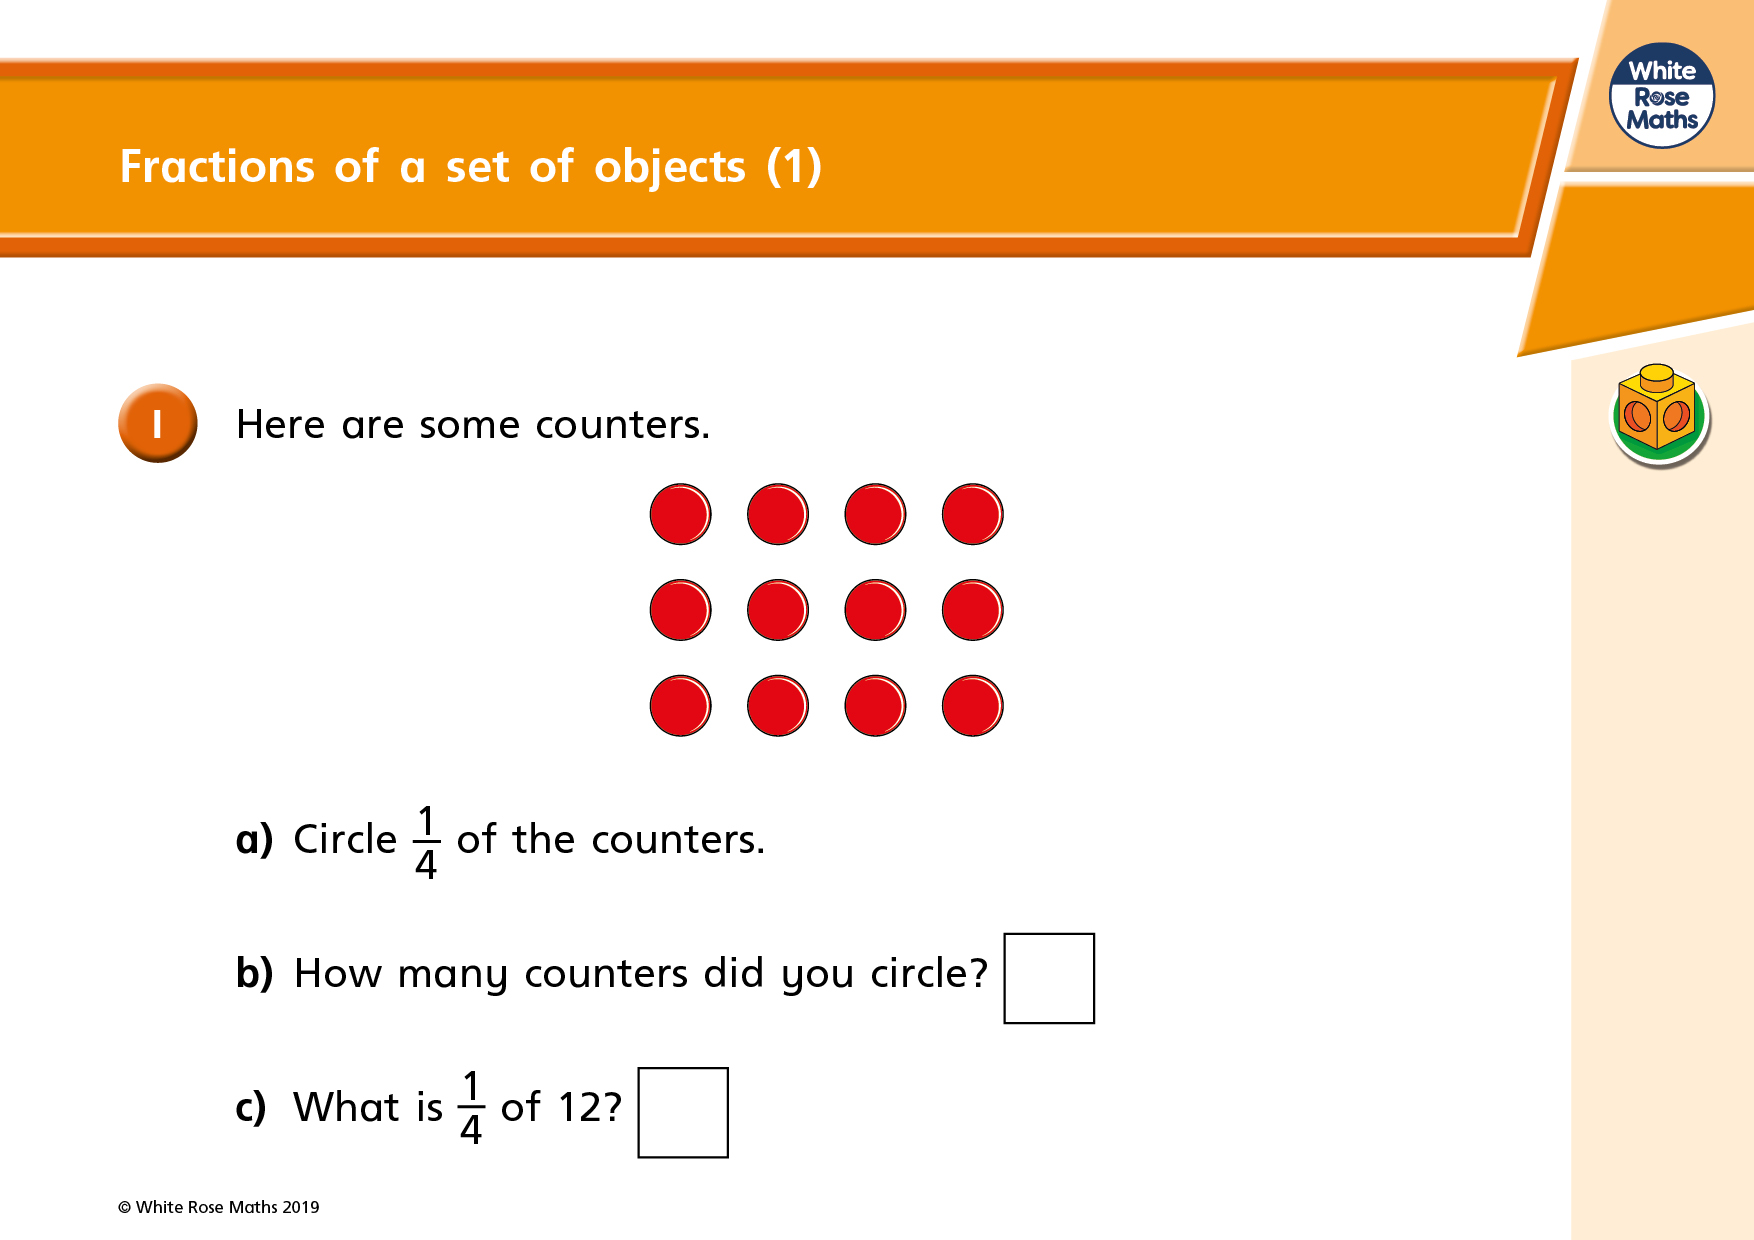 White
Rose
Maths
Fractions of a set of objects (1)
1 Here are some counters.
a) Circle 1/4 of the counters.
b) How many counters did you circle?
c) What is 1/4 of 12?
© White Rose Maths 2019